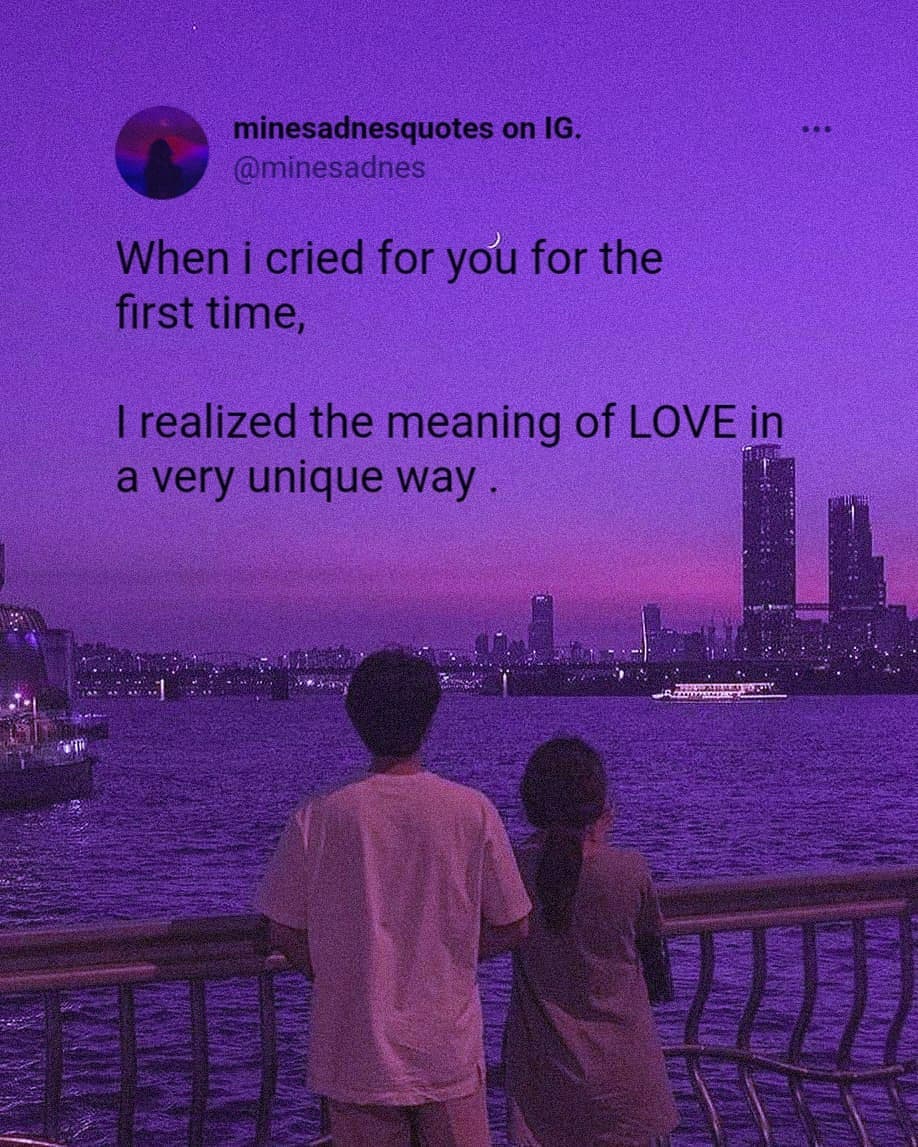 minesadnesquotes on IG.
@minesadnes
When i cried for you for the
first time,
I realized the meaning of LOVE in
a very unique way .